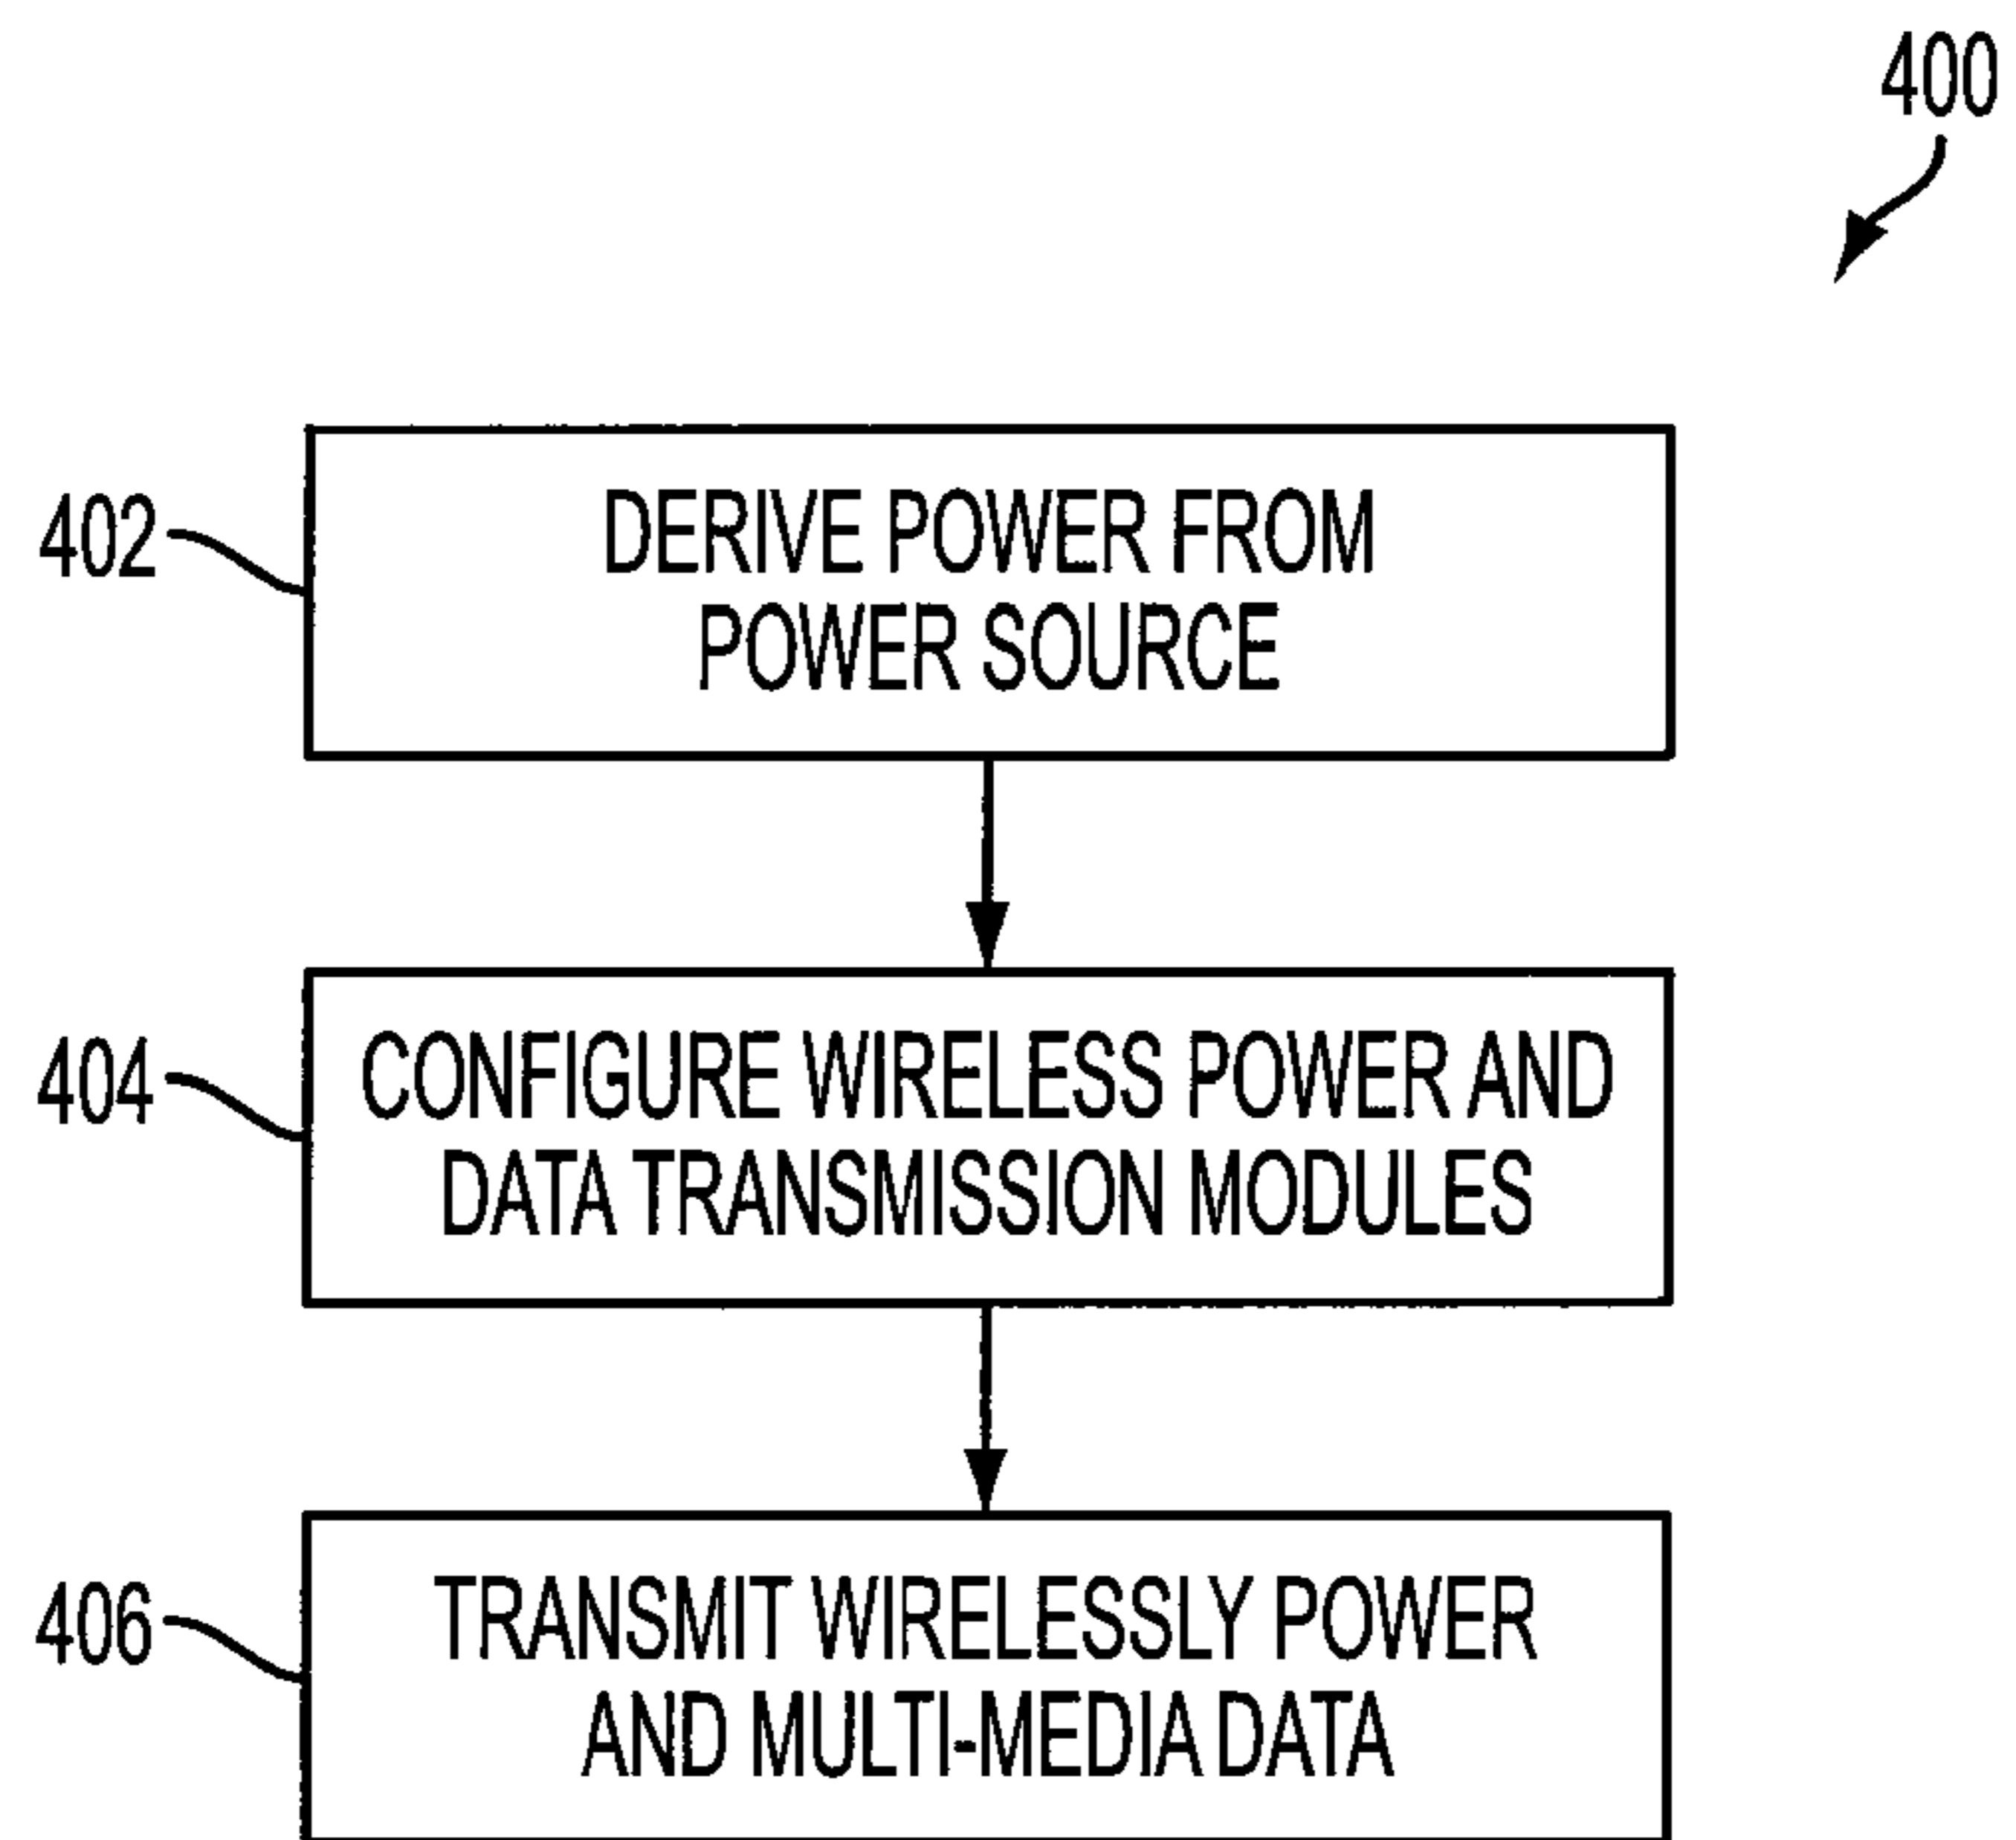 400
402
DERIVE POWER FROM
POWER SOURCE
404
CONFIGURE WIRELESS POWER AND
DATA TRANSMISSION MODULES
406
TRANSMIT WIRELESSLY POWER
AND MULTI-MEDIA DATA